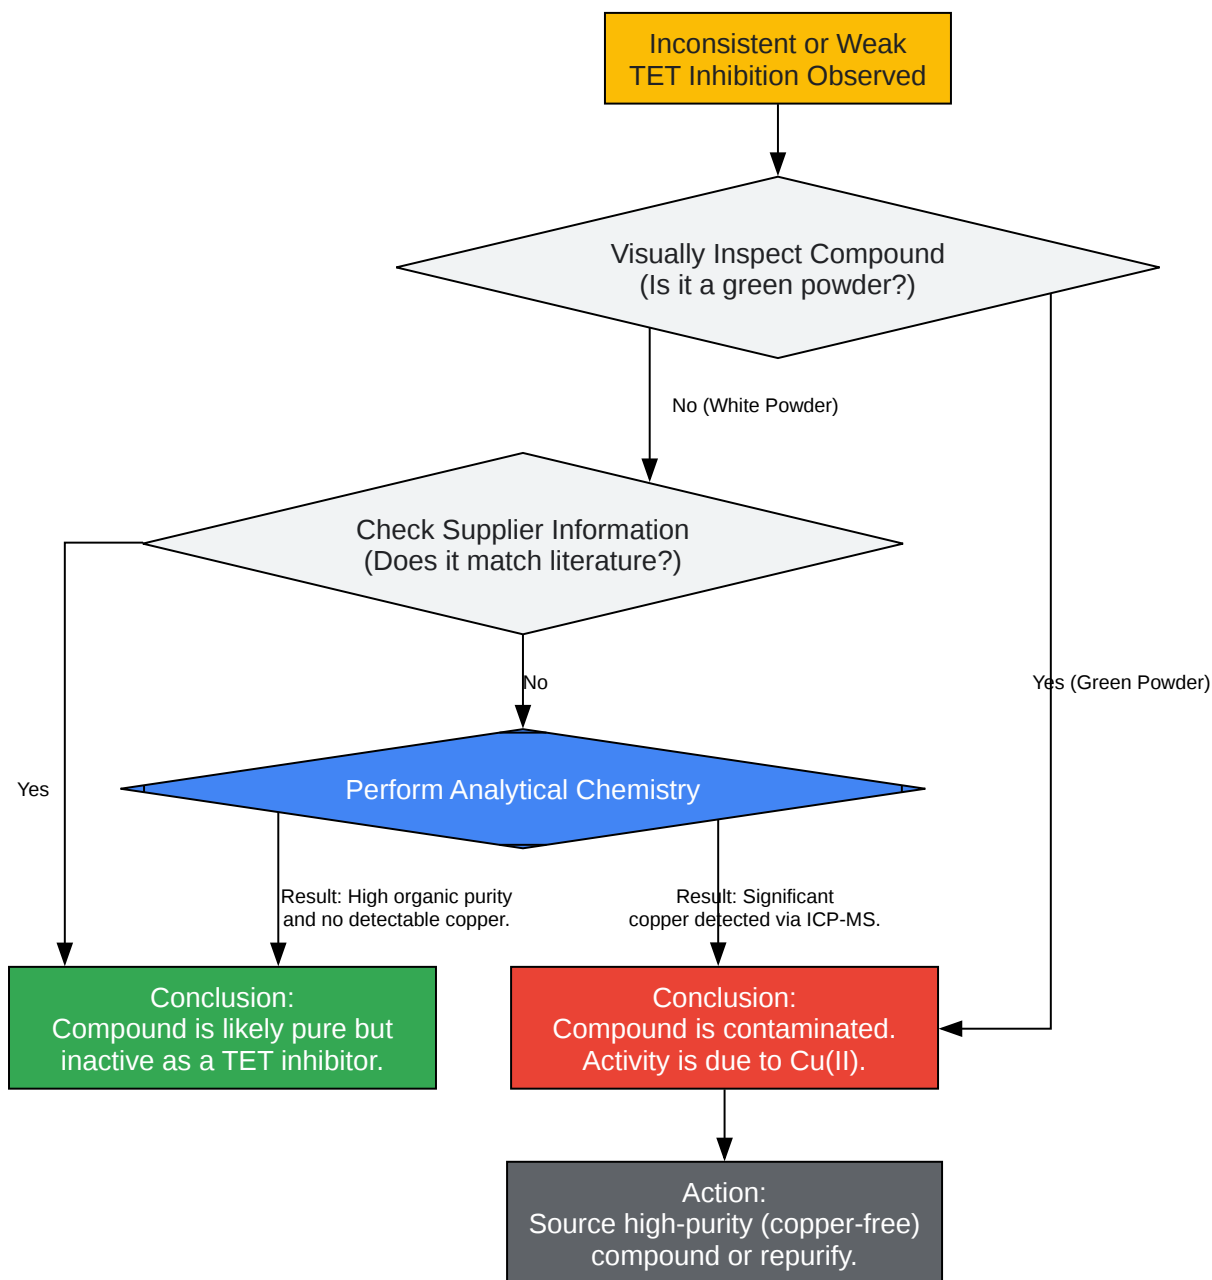 Inconsistent or Weak
TET Inhibition Observed
Visually Inspect Compound
(Is it a green powder?)
No (White Powder)
Check Supplier Information
(Does it match literature?)
No
Yes (Green Powder)
Yes
Perform Analytical Chemistry
Result: High organic purity
and no detectable copper.
Result: Significant
copper detected via ICP-MS.
Conclusion:
Compound is likely pure but
inactive as a TET inhibitor.
Conclusion:
Compound is contaminated.
Activity is due to Cu(II).
Action:
Source high-purity (copper-free)
compound or repurify.